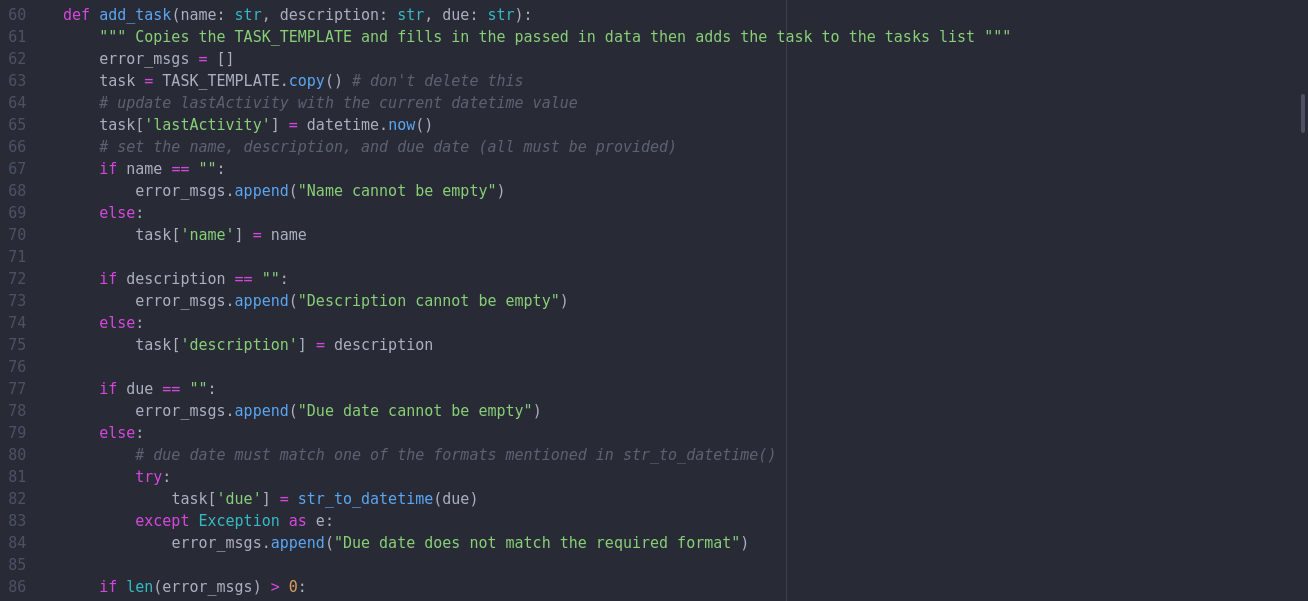 60 def add_task(name: str, description: str, due: str):
61     """ Copies the TASK_TEMPLATE and fills in the passed in data then adds the task to the tasks list """
62     error_msgs = []
63     task = TASK_TEMPLATE.copy() # don't delete this
64     # update lastActivity with the current datetime value
65     task['lastActivity'] = datetime.now()
66     # set the name, description, and due date (all must be provided)
67     if name == "":
68         error_msgs.append("Name cannot be empty")
69     else:
70         task['name'] = name
71
72     if description == "":
73         error_msgs.append("Description cannot be empty")
74     else:
75         task['description'] = description
76
77     if due == "":
78         error_msgs.append("Due date cannot be empty")
79     else:
80         # due date must match one of the formats mentioned in str_to_datetime()
81         try:
82             task['due'] = str_to_datetime(due)
83         except Exception as e:
84             error_msgs.append("Due date does not match the required format")
85
86     if len(error_msgs) > 0: